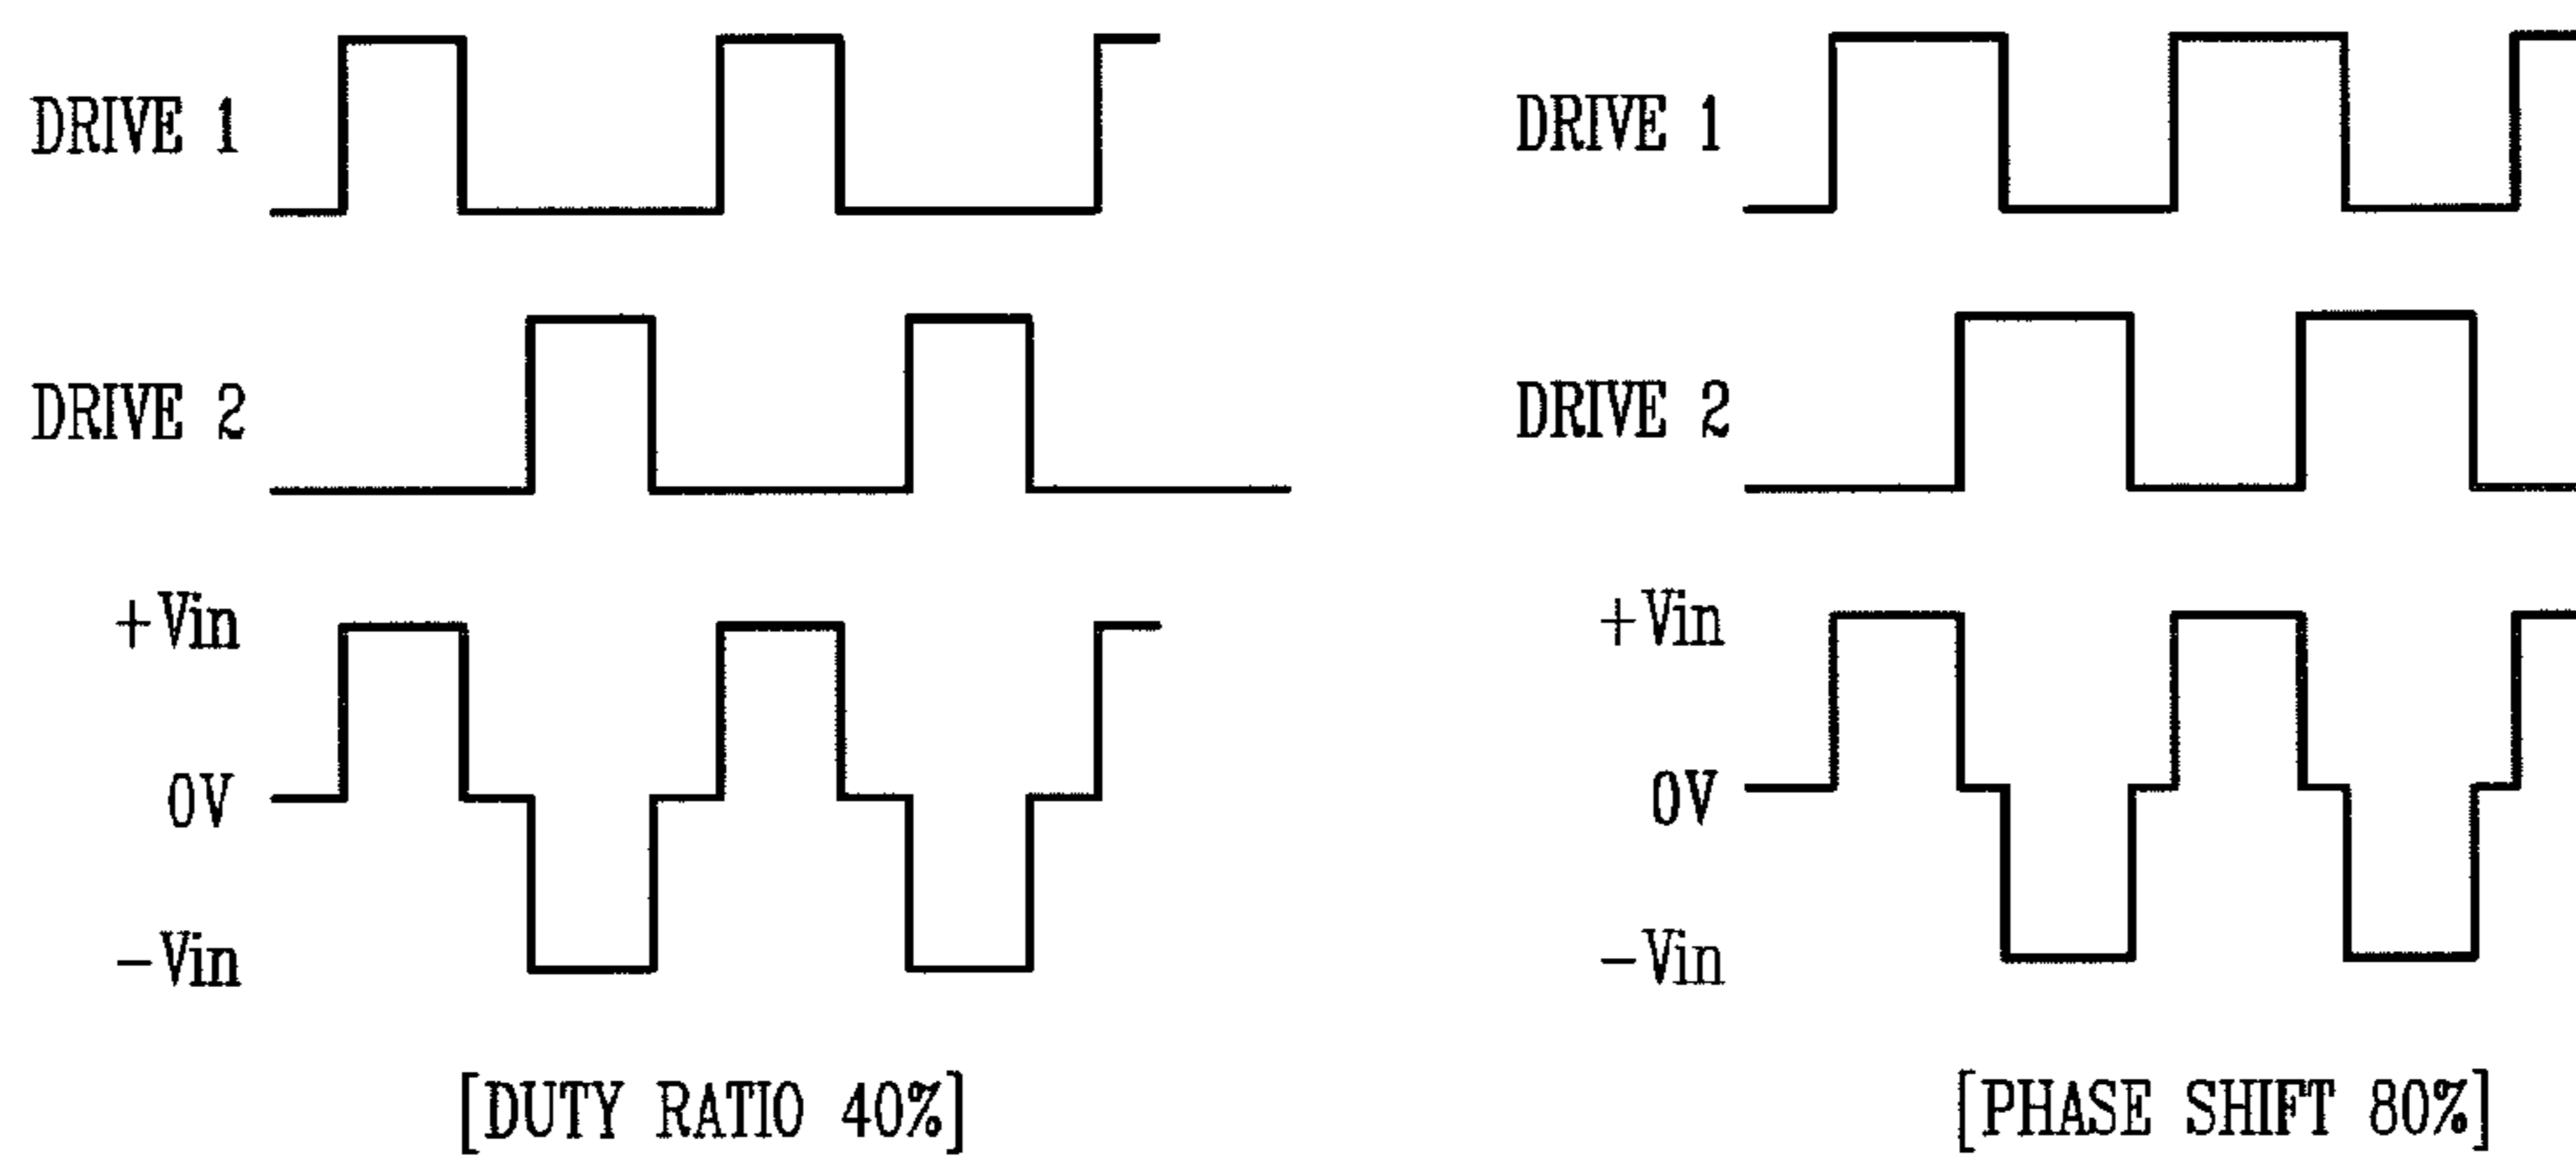 DRIVE 1
DRIVE 2
+Vin
0V
-Vin
[DUTY RATIO 40%]
DRIVE 1
DRIVE 2
+Vin
0V
-Vin
[PHASE SHIFT 80%]